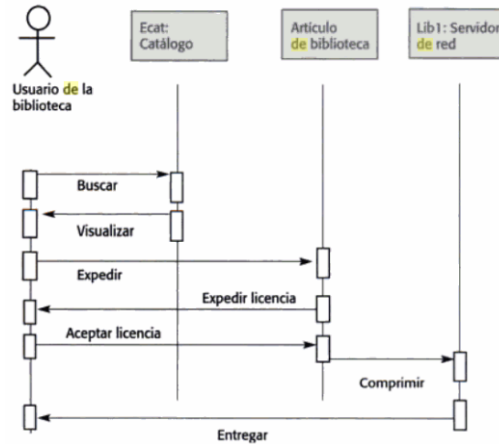 Ecat:
Catálogo
Artículo
de biblioteca
Lib1: Servidor
de red
Usuario de la
biblioteca
Buscar
Visualizar
Expedir
Expedir licencia
Aceptar licencia
Comprimir
Entregar